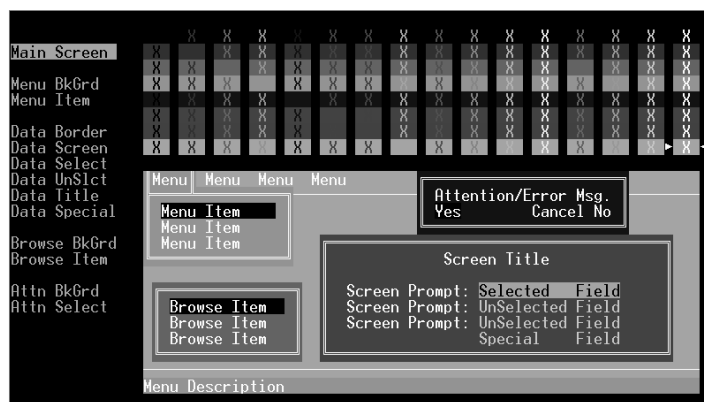 X X X X X X X X X X X X X X X
Main Screen X X X X X X X X X X X X X X X
X X X X X X X X X X X X X X X
Menu BkGrd X X X X X X X X X X X X X X
Menu Item X X X X X X X X X X X X
X X X X X X X X X X X X X
Data Border X X X X X X X X X X X X X
Data Screen X X X X X X X X X X X X X X X
Data Select
Data UnSlct
Data Title
Data Special
Browse BkGrd
Browse Item
Attn BkGrd
Attn Select
Menu Menu Menu Menu
Menu Item
Menu Item
Menu Item
Attention/Error Msg.
Yes Cancel No
Screen Title
Screen Prompt: Selected Field
Screen Prompt: UnSelected Field
Screen Prompt: UnSelected Field
Special Field
Browse Item
Browse Item
Browse Item
Menu Description